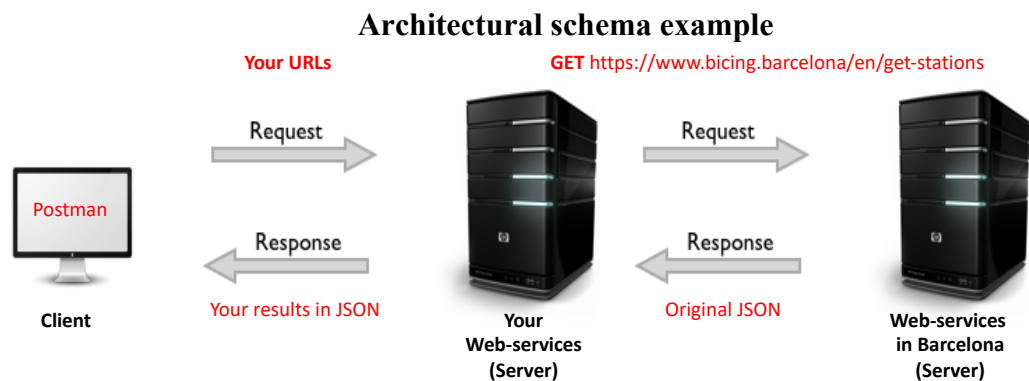 Architectural schema example
Your URLs
GET https://www.bicing.barcelona/en/get-stations
Request
Request
Postman
Response
Response
Your results in JSON
Original JSON
Client
Your
Web-services
(Server)
Web-services
in Barcelona
(Server)